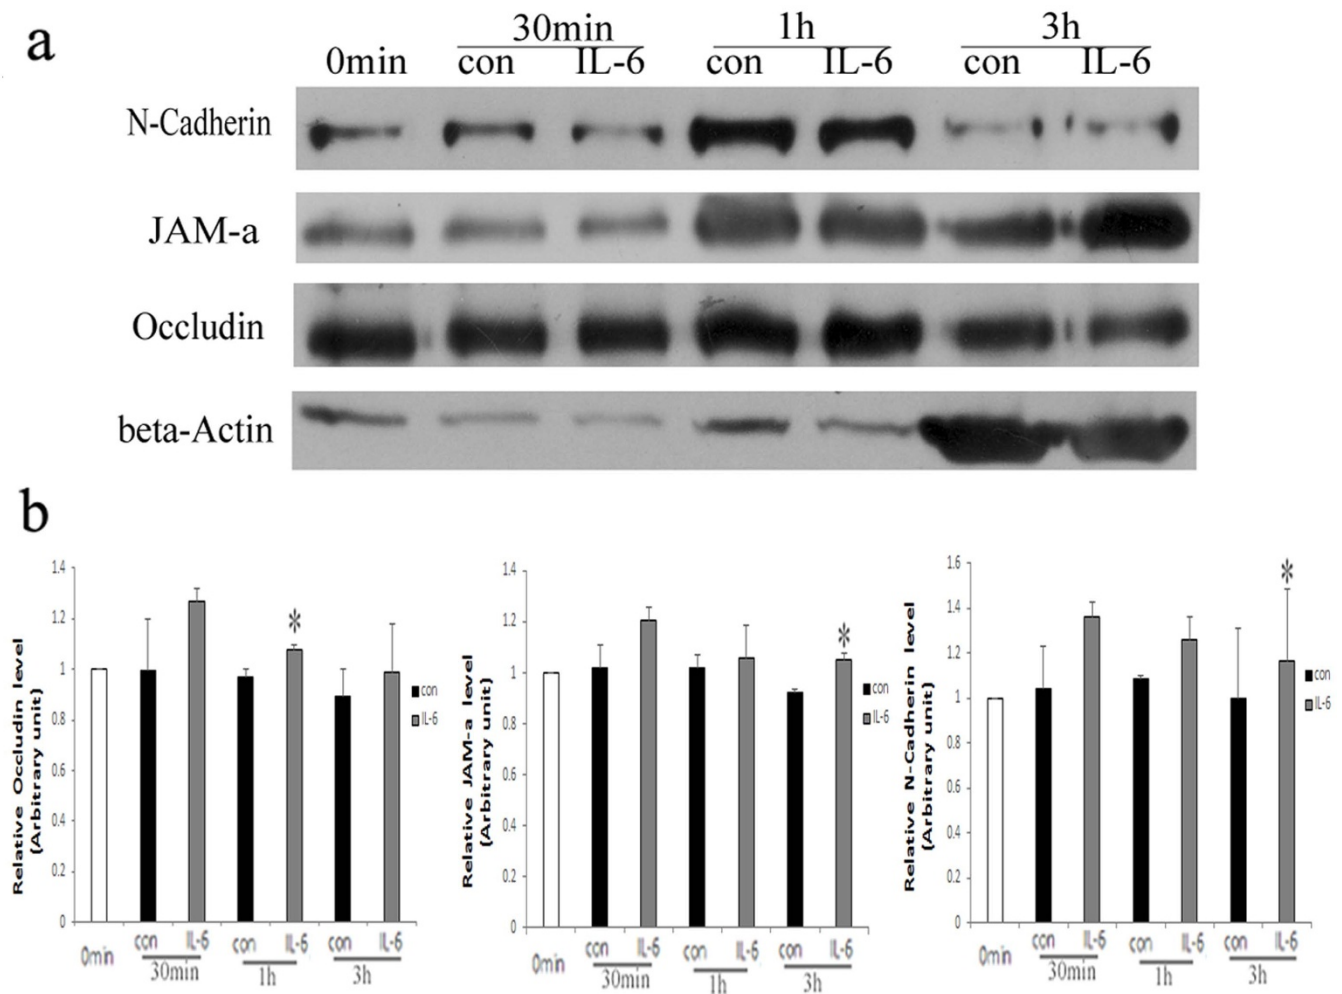 a
30min 1h 3h
0min con IL-6 con IL-6 con IL-6
N-Cadherin
JAM-a
Occludin
beta-Actin
b
Relative Occludin level
(Arbitrary unit)
1.4
1.2
1
0.8
0.6
0.4
0.2
0
*
con
IL-6
0min con IL-6 con IL-6 con IL-6
30min 1h 3h
Relative JAM-a level
(Arbitrary unit)
1.4
1.2
1
0.8
0.6
0.4
0.2
0
*
con
IL-6
0min con IL-6 con IL-6 con IL-6
30min 1h 3h
Relative N-Cadherin level
(Arbitrary unit)
1.6
1.4
1.2
1
0.8
0.6
0.4
0.2
0
*
con
IL-6
0min con IL-6 con IL-6 con IL-6
30min 1h 3h